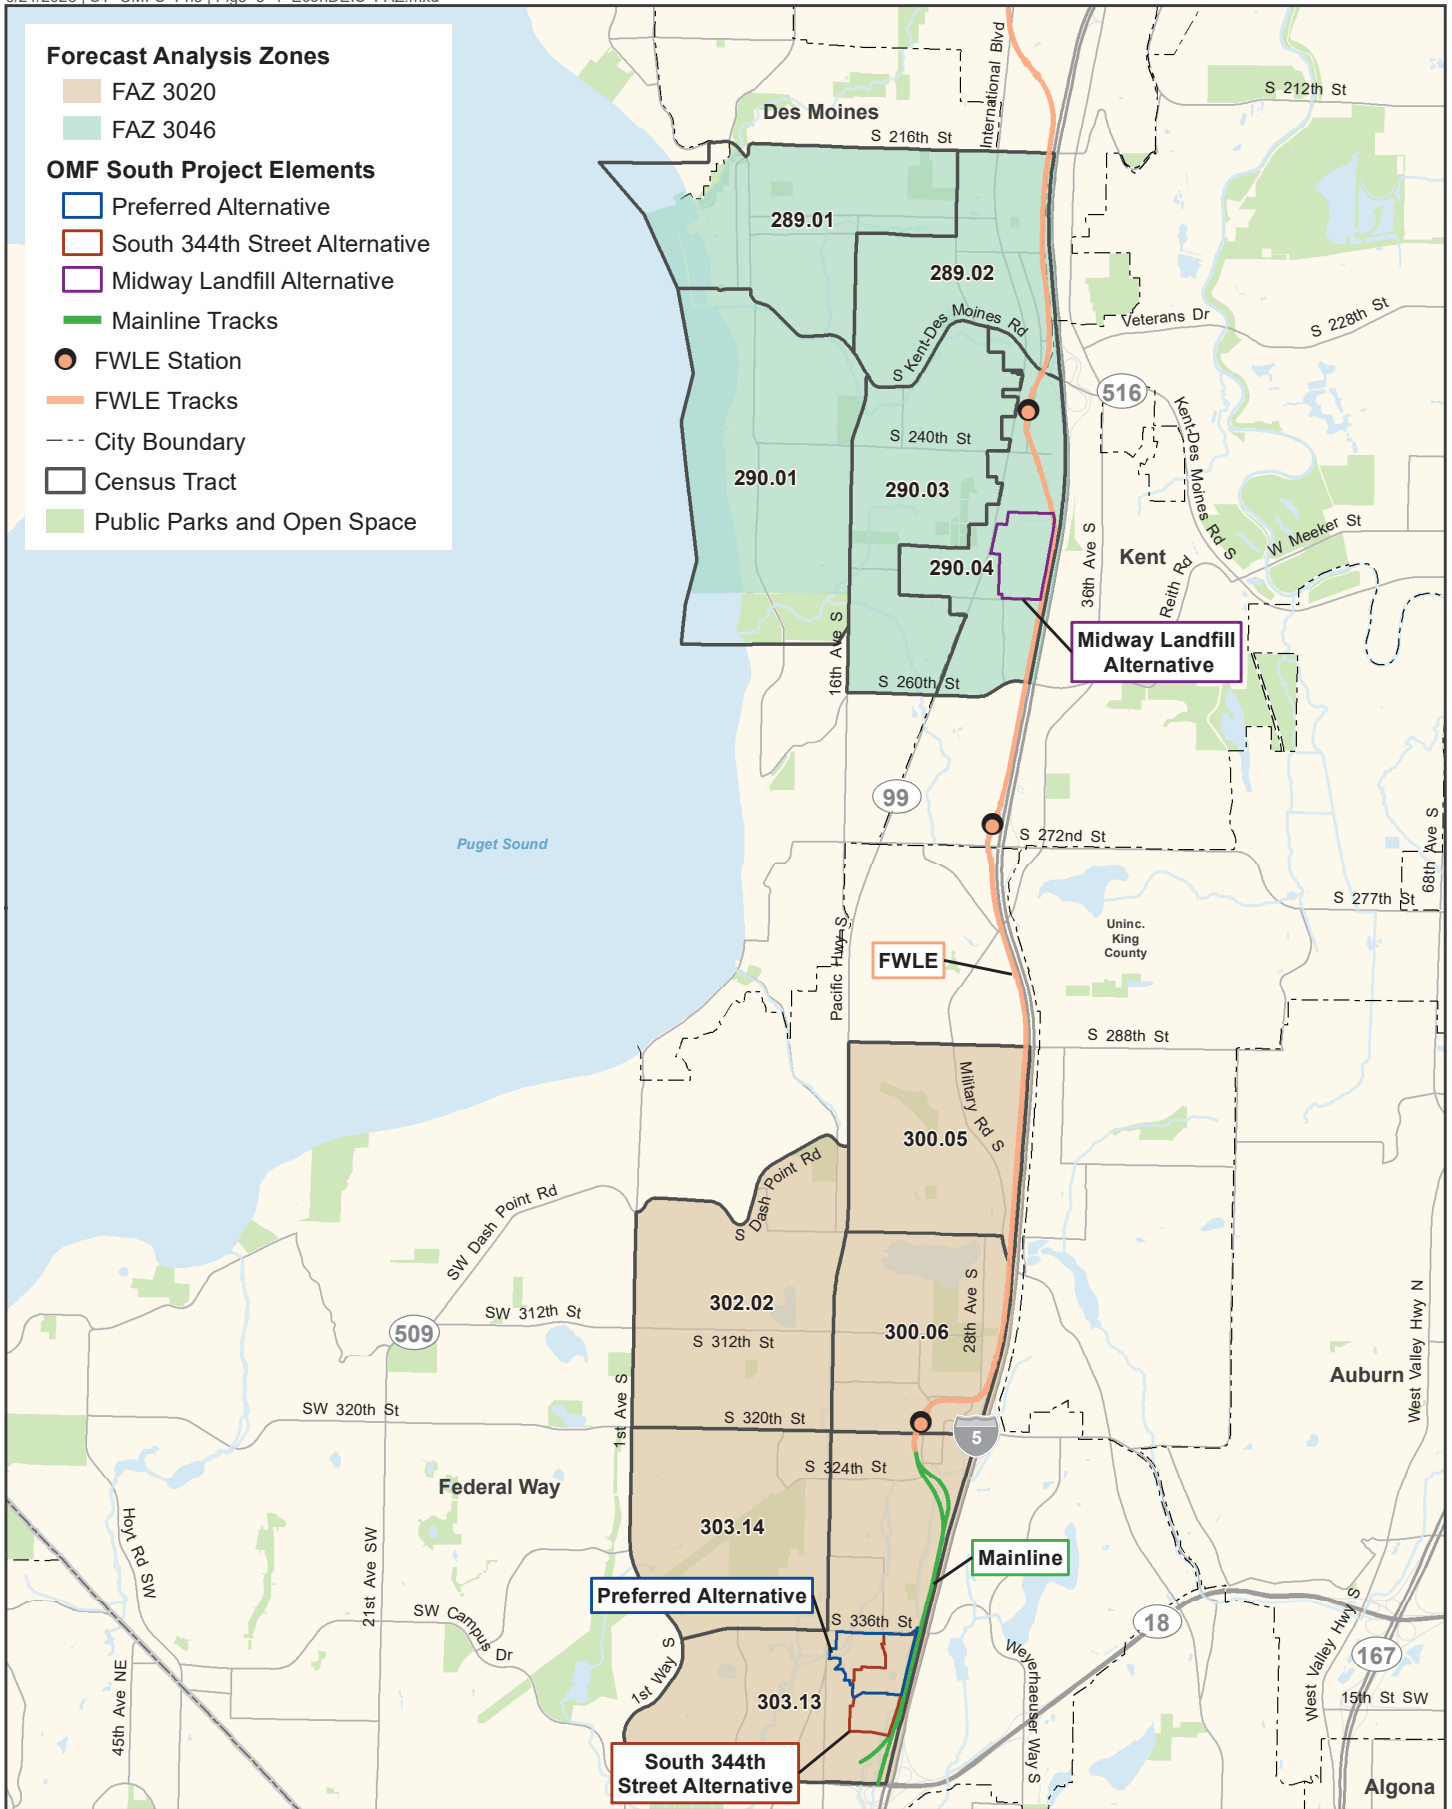 Forecast Analysis Zones
FAZ 3020
FAZ 3046
OMF South Project Elements
Preferred Alternative
South 344th Street Alternative
Midway Landfill Alternative
Mainline Tracks
FWLE Station
FWLE Tracks
City Boundary
Census Tract
Public Parks and Open Space
International Blvd
S 212th St
Des Moines
S 216th St
289.01
289.02
S Kent-Des Moines Rd
Veterans Dr
S 228th St
516
Kent-Des Moines Rd S
S 240th St
290.01
290.03
290.04
36th Ave S
Kent
Reith Rd
W Meeker St
16th Ave S
Midway Landfill
Alternative
S 260th St
99
Puget Sound
S 272nd St
68th Ave S
S 277th St
Uninc.
King
County
Pacific Hwy S
FWLE
S 288th St
Military Rd S
300.05
S Dash Point Rd
SW Dash Point Rd
302.02
28th Ave S
SW 312th St
S 312th St
300.06
509
West Valley Hwy N
Auburn
1st Ave S
SW 320th St
S 320th St
5
S 324th St
Federal Way
303.14
Hoyt Rd SW
21st Ave SW
Mainline
Preferred Alternative
SW Campus Dr
S 336th St
18
West Valley Hwy S
167
1st Way S
Weyerhaeuser Way S
45th Ave NE
303.13
15th St SW
South 344th
Street Alternative
Algona